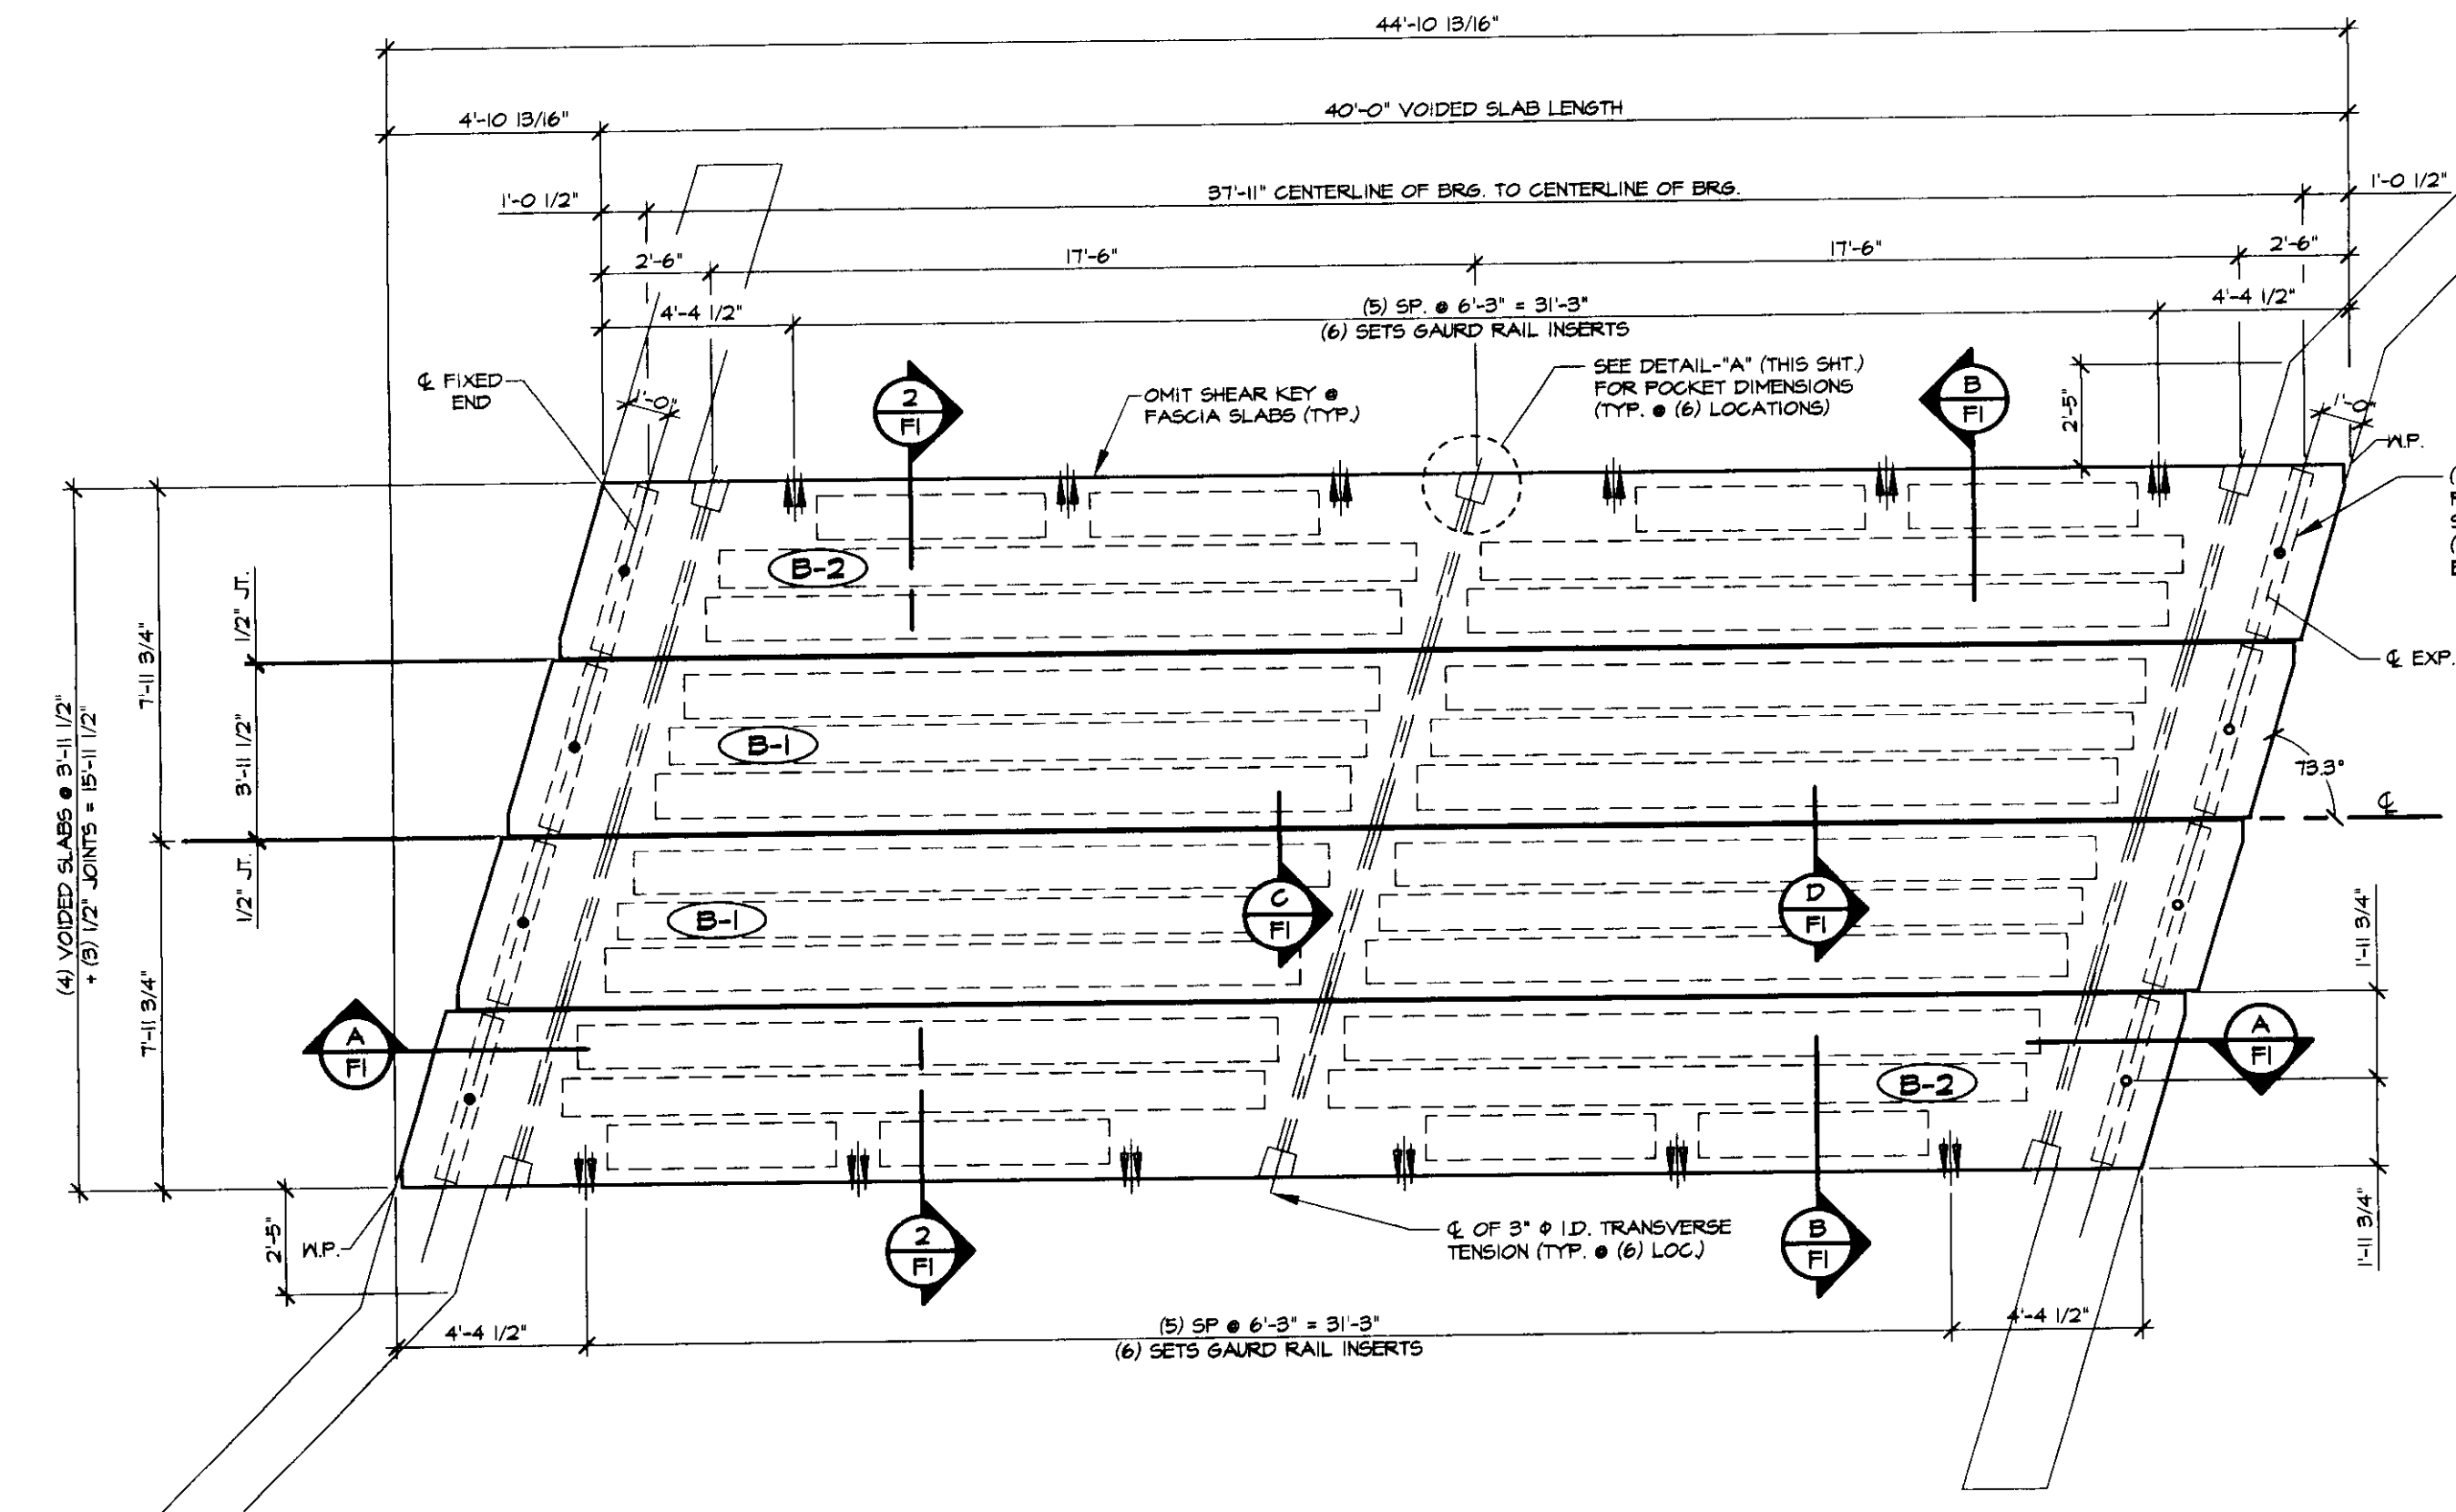 44'-10 13/16"
4'-10 13/16"
40'-0" VOIDED SLAB LENGTH
1'-0 1/2"
37'-11" CENTERLINE OF BRG. TO CENTERLINE OF BRG.
1'-0 1/2"
2'-6"
17'-6"
17'-6"
2'-6"
4'-4 1/2"
(5) SP. @ 6'-3" = 31'-3"
(6) SETS GAURD RAIL INSERTS
4'-4 1/2"
℄ FIXED
END
1'-0"
2
F1
OMIT SHEAR KEY @
FASCIA SLABS (TYP.)
SEE DETAIL-"A" (THIS SHT.)
FOR POCKET DIMENSIONS
(TYP. @ (6) LOCATIONS)
B
F1
2'-5"
1'-0"
W.P.
B-2
℄ EXP.
(4) VOIDED SLABS @ 3'-11 1/2"
+ (3) 1/2" JOINTS = 15'-11 1/2"
7'-11 3/4"
7'-11 3/4"
1/2" JT.
3'-11 1/2"
1/2" JT.
B-1
73.3°
℄
B-1
C
F1
D
F1
1'-11 3/4"
1'-11 3/4"
A
F1
A
F1
B-2
2'-5"
W.P.
2
F1
℄ OF 3" Φ I.D. TRANSVERSE
TENSION (TYP. @ (6) LOC.)
B
F1
4'-4 1/2"
(5) SP @ 6'-3" = 31'-3"
(6) SETS GAURD RAIL INSERTS
4'-4 1/2"